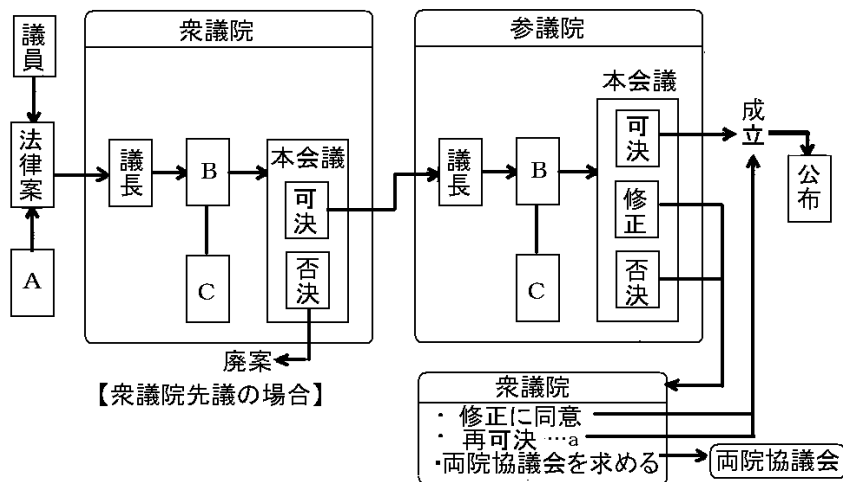 議員
法律案
A
衆議院
議長
B
C
本会議
可決
否決
廃案
【衆議院先議の場合】
参議院
議長
B
C
本会議
可決
修正
否決
成立
公布
衆議院
・ 修正に同意
・ 再可決 …a
・両院協議会を求める
両院協議会